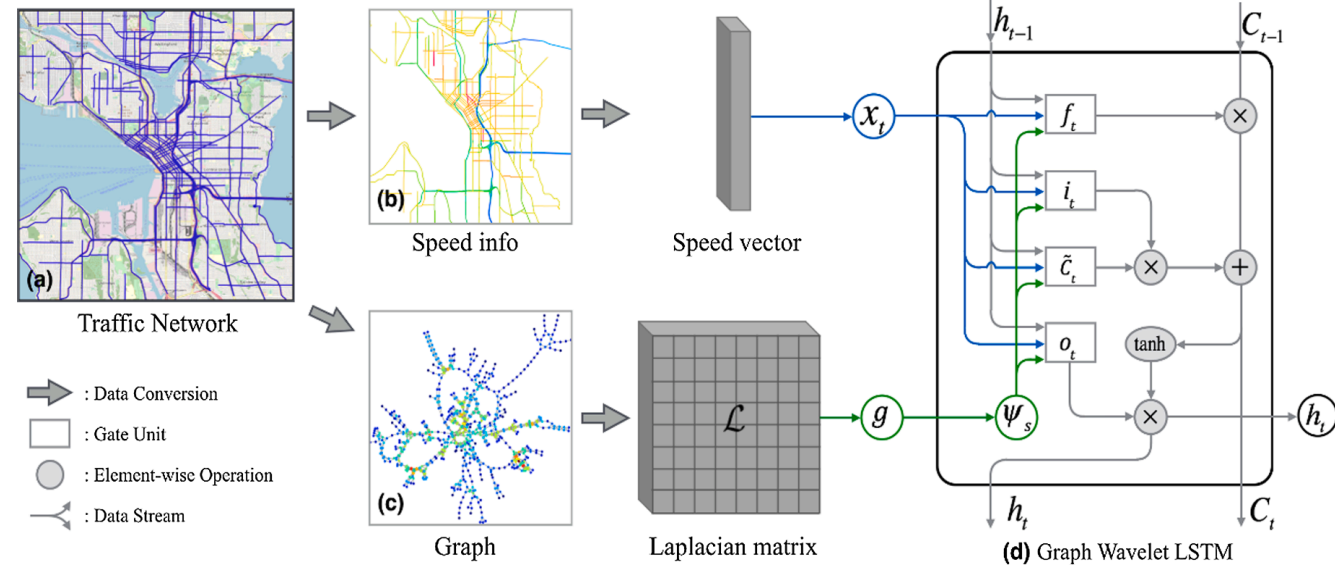 (a)
Traffic Network
(b)
Speed info
Speed vector
x_t
h_{t-1}
C_{t-1}
f_t
×
i_t
C̃_t
×
+
o_t
tanh
×
h_t
h_t
C_t
(c)
Graph
ℒ
Laplacian matrix
g
ψ_s
(d) Graph Wavelet LSTM
: Data Conversion
: Gate Unit
: Element-wise Operation
: Data Stream